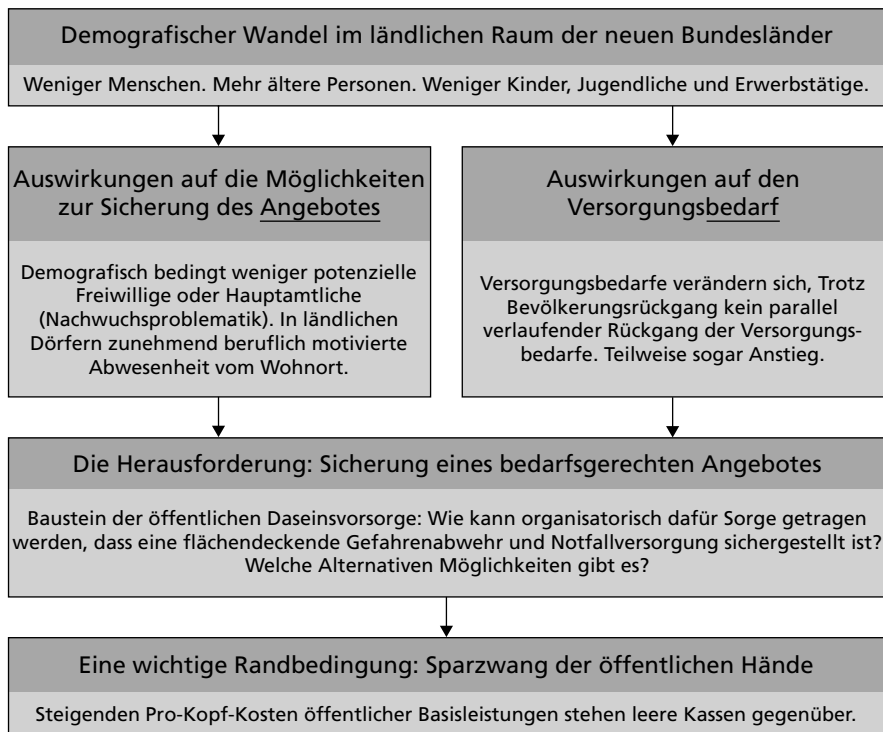 Demografischer Wandel im ländlichen Raum der neuen Bundesländer
Weniger Menschen. Mehr ältere Personen. Weniger Kinder, Jugendliche und Erwerbstätige.
Auswirkungen auf die Möglichkeiten
zur Sicherung des Angebotes
Demografisch bedingt weniger potenzielle
Freiwillige oder Hauptamtliche
(Nachwuchsproblematik). In ländlichen
Dörfern zunehmend beruflich motivierte
Abwesenheit vom Wohnort.
Auswirkungen auf den
Versorgungsbedarf
Versorgungsbedarfe verändern sich, Trotz
Bevölkerungsrückgang kein parallel
verlaufender Rückgang der Versorgungs-
bedarfe. Teilweise sogar Anstieg.
Die Herausforderung: Sicherung eines bedarfsgerechten Angebotes
Baustein der öffentlichen Daseinsvorsorge: Wie kann organisatorisch dafür Sorge getragen
werden, dass eine flächendeckende Gefahrenabwehr und Notfallversorgung sichergestellt ist?
Welche Alternativen Möglichkeiten gibt es?
Eine wichtige Randbedingung: Sparzwang der öffentlichen Hände
Steigenden Pro-Kopf-Kosten öffentlicher Basisleistungen stehen leere Kassen gegenüber.